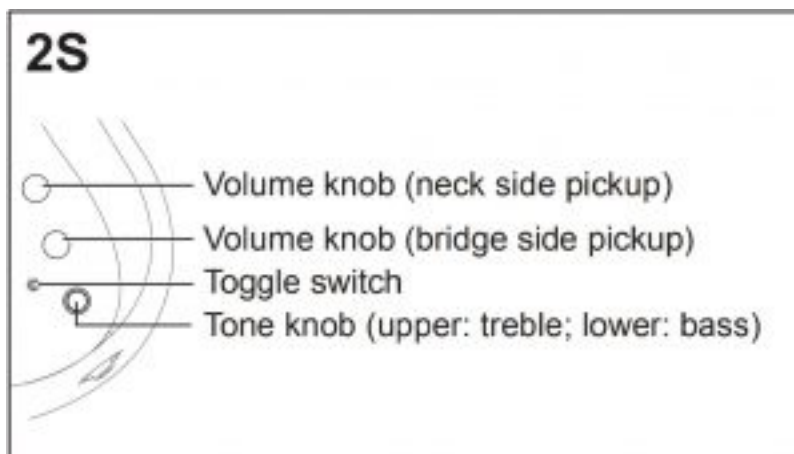 2S
Volume knob (neck side pickup)
Volume knob (bridge side pickup)
Toggle switch
Tone knob (upper: treble; lower: bass)